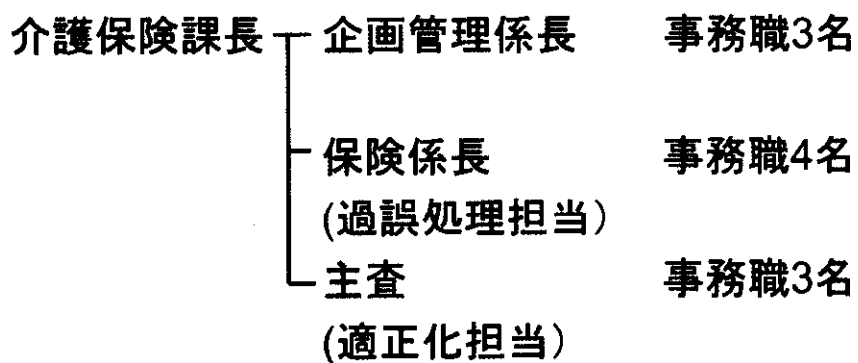 介護保険課長 企画管理係長 事務職3名
保険係長 事務職4名
(過誤処理担当)
主査 事務職3名
(適正化担当)